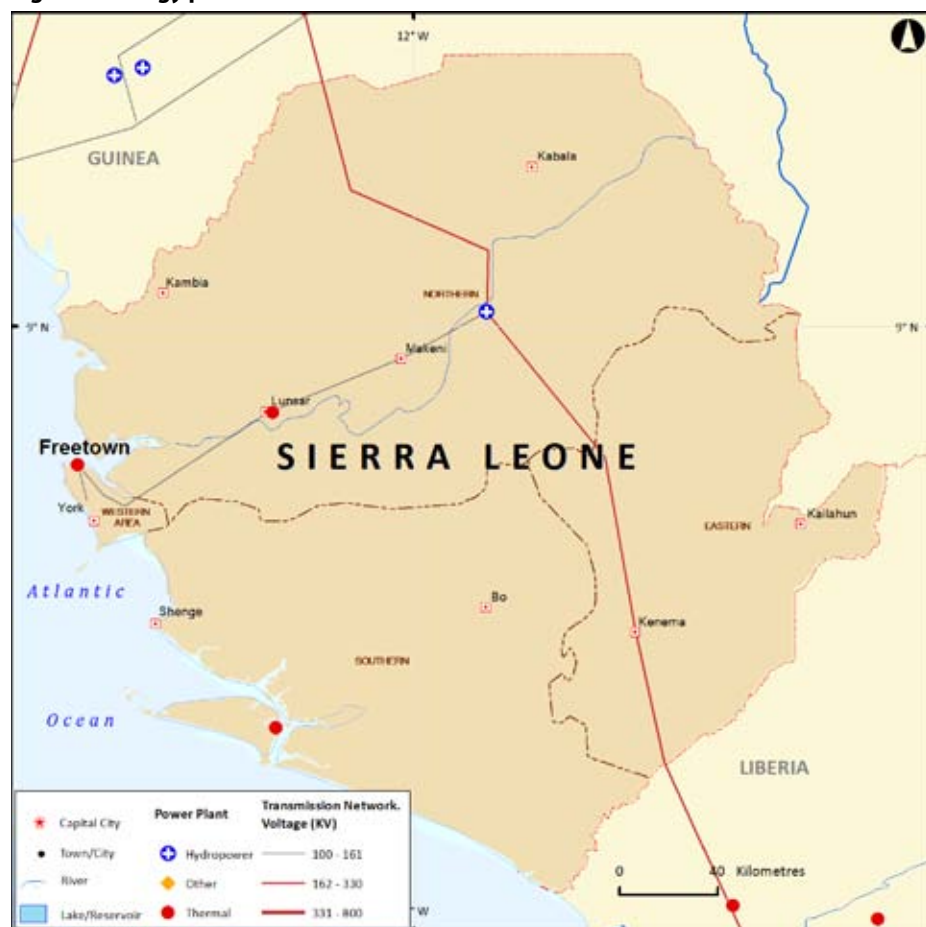 12° W
GUINEA
Kabala
Kambia
NORTHERN
9° N
9° N
Makeni
Lunsar
Freetown
SIERRA LEONE
York
WESTERN
AREA
EASTERN
Kailahun
Atlantic
Bo
Shenge
Kenema
SOUTHERN
Ocean
LIBERIA
Capital City
Town/City
River
Lake/Reservoir
Power Plant
Hydropower
Other
Thermal
Transmission Network.
Voltage (KV)
100 - 161
162 - 330
331 - 800
0 40 Kilometres
W